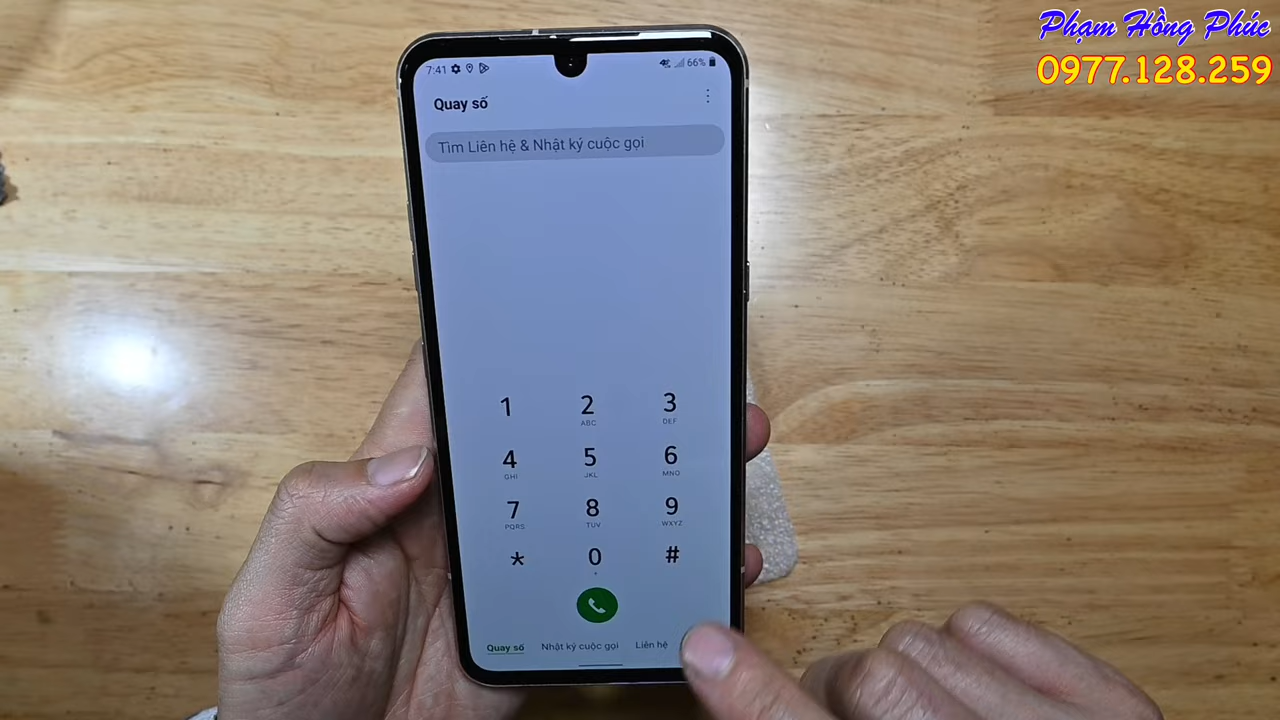 Phạm Hồng Phúc
0977.128.259
7:41
66%
Quay số
Tìm Liên hệ & Nhật ký cuộc gọi
1
2
ABC
3
DEF
4
GHI
5
JKL
6
MNO
7
PQRS
8
TUV
9
WXYZ
*
0
+
#
Quay số
Nhật ký cuộc gọi
Liên hệ